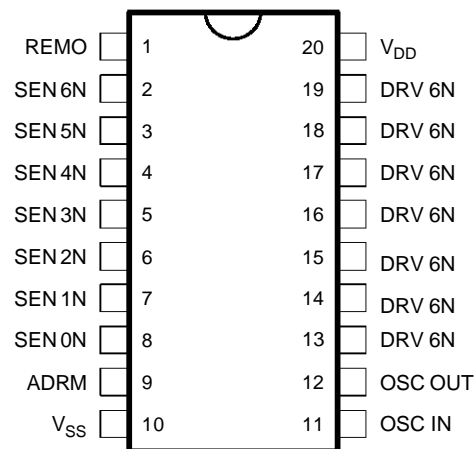 REMO 1 20 VDD
SEN 6N 2 19 DRV 6N
SEN 5N 3 18 DRV 6N
SEN 4N 4 17 DRV 6N
SEN 3N 5 16 DRV 6N
SEN 2N 6 15 DRV 6N
SEN 1N 7 14 DRV 6N
SEN 0N 8 13 DRV 6N
ADRM 9 12 OSC OUT
VSS 10 11 OSC IN